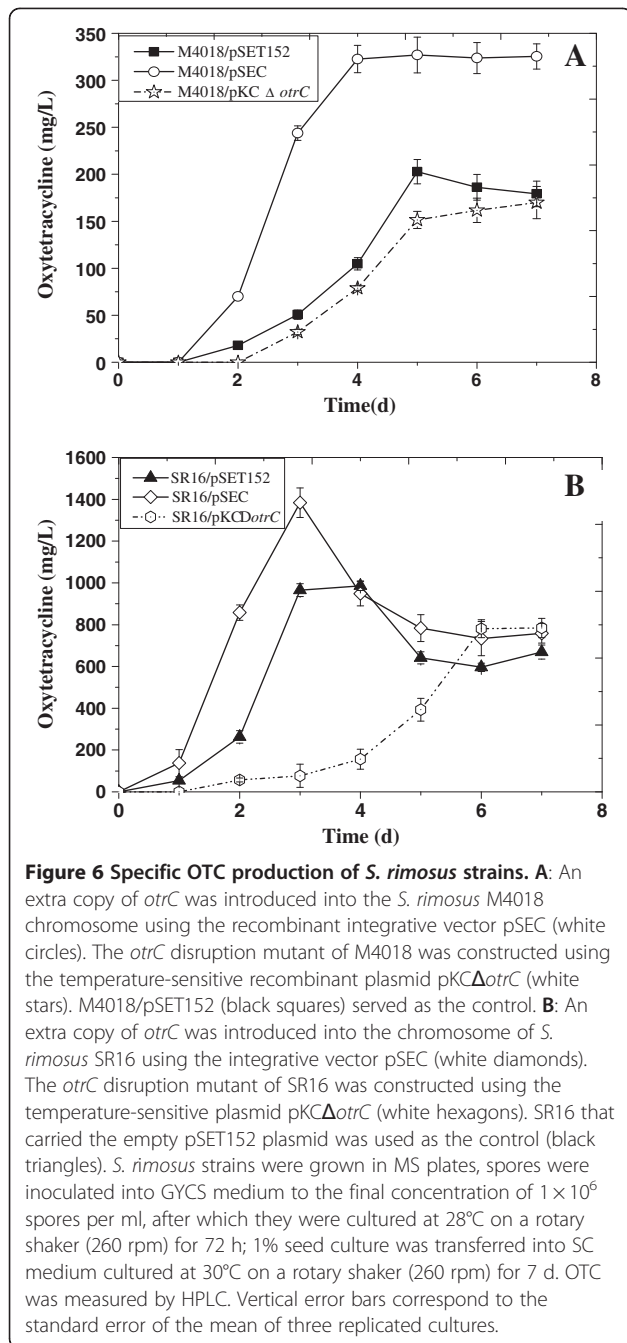 350
300
250
200
150
100
50
0
Oxytetracycline (mg/L)
M4018/pSET152
M4018/pSEC
M4018/pKC Δ otrC
A
0 2 4 6 8
Time(d)
1600
1400
1200
1000
800
600
400
200
0
Oxytetracycline (mg/L)
SR16/pSET152
SR16/pSEC
SR16/pKCDotrC
B
0 2 4 6 8
Time (d)
Figure 6 Specific OTC production of S. rimosus strains. A: An
extra copy of otrC was introduced into the S. rimosus M4018
chromosome using the recombinant integrative vector pSEC (white
circles). The otrC disruption mutant of M4018 was constructed using
the temperature-sensitive recombinant plasmid pKCΔotrC (white
stars). M4018/pSET152 (black squares) served as the control. B: An
extra copy of otrC was introduced into the chromosome of S.
rimosus SR16 using the integrative vector pSEC (white diamonds).
The otrC disruption mutant of SR16 was constructed using the
temperature-sensitive plasmid pKCΔotrC (white hexagons). SR16 that
carried the empty pSET152 plasmid was used as the control (black
triangles). S. rimosus strains were grown in MS plates, spores were
inoculated into GYCS medium to the final concentration of 1 × 10⁶
spores per ml, after which they were cultured at 28°C on a rotary
shaker (260 rpm) for 72 h; 1% seed culture was transferred into SC
medium cultured at 30°C on a rotary shaker (260 rpm) for 7 d. OTC
was measured by HPLC. Vertical error bars correspond to the
standard error of the mean of three replicated cultures.